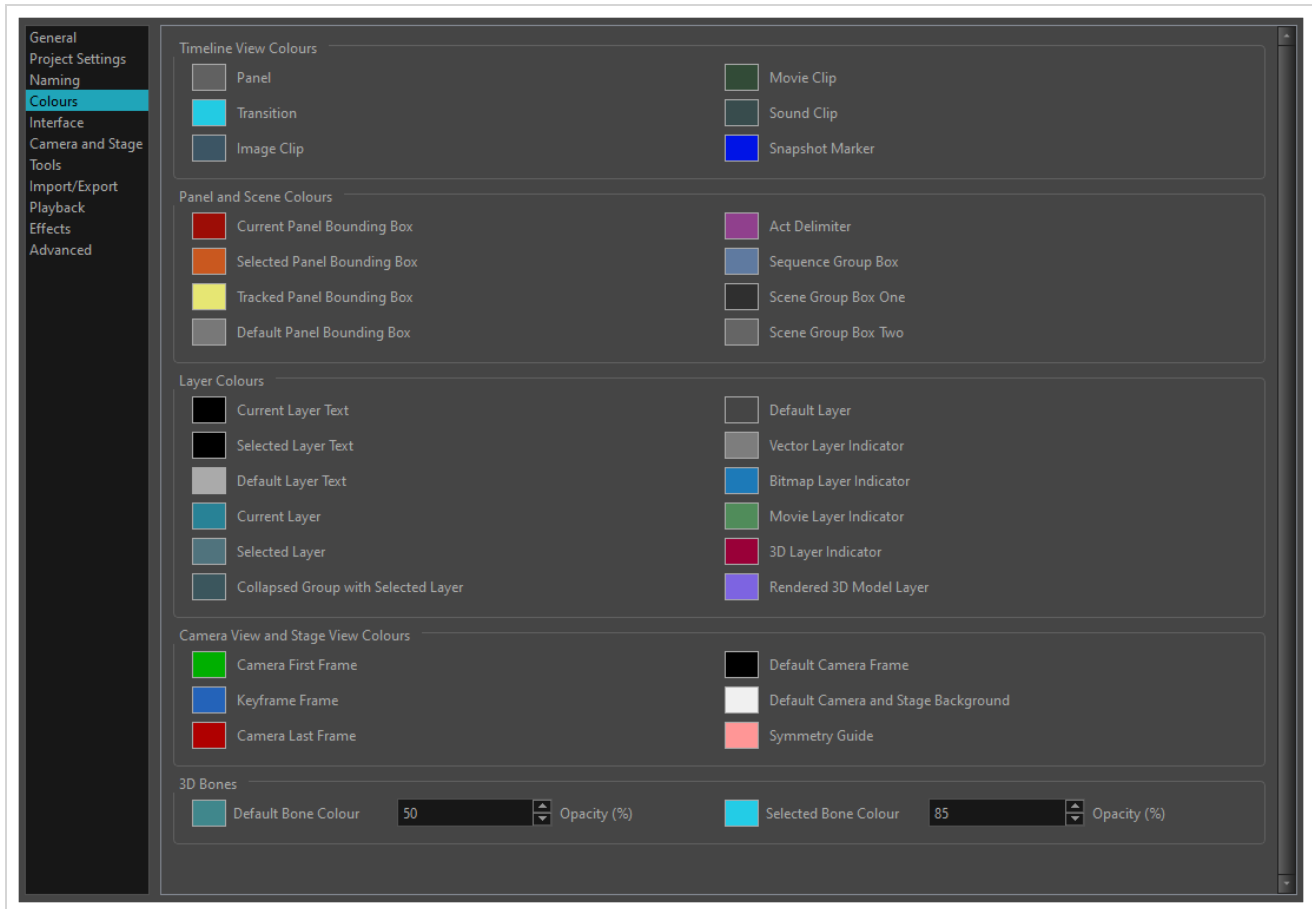 General
Project Settings
Naming
Colours
Interface
Camera and Stage
Tools
Import/Export
Playback
Effects
Advanced
Timeline View Colours
Panel
Movie Clip
Transition
Sound Clip
Image Clip
Snapshot Marker
Panel and Scene Colours
Current Panel Bounding Box
Act Delimiter
Selected Panel Bounding Box
Sequence Group Box
Tracked Panel Bounding Box
Scene Group Box One
Default Panel Bounding Box
Scene Group Box Two
Layer Colours
Current Layer Text
Default Layer
Selected Layer Text
Vector Layer Indicator
Default Layer Text
Bitmap Layer Indicator
Current Layer
Movie Layer Indicator
Selected Layer
3D Layer Indicator
Collapsed Group with Selected Layer
Rendered 3D Model Layer
Camera View and Stage View Colours
Camera First Frame
Default Camera Frame
Keyframe Frame
Default Camera and Stage Background
Camera Last Frame
Symmetry Guide
3D Bones
Default Bone Colour 50 Opacity (%)
Selected Bone Colour 85 Opacity (%)